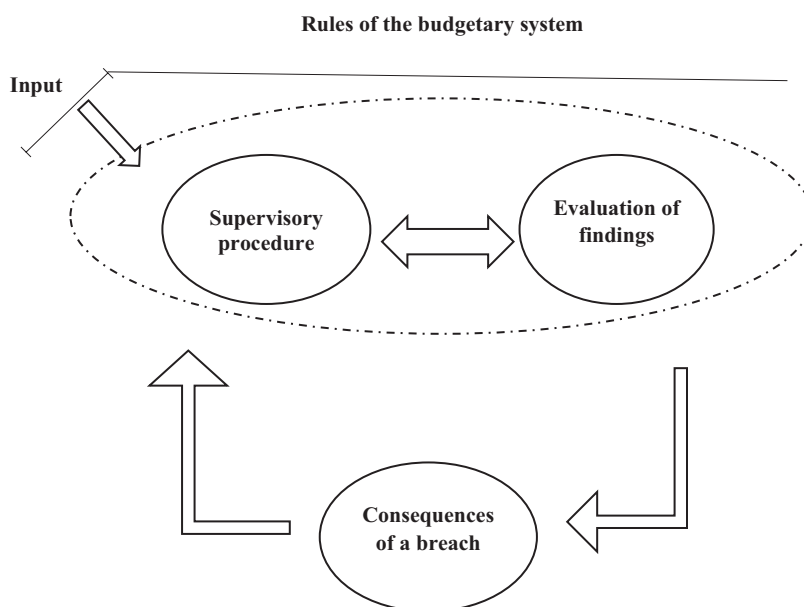 Rules of the budgetary system
Input
Supervisory
procedure
Evaluation of
findings
Consequences
of a breach